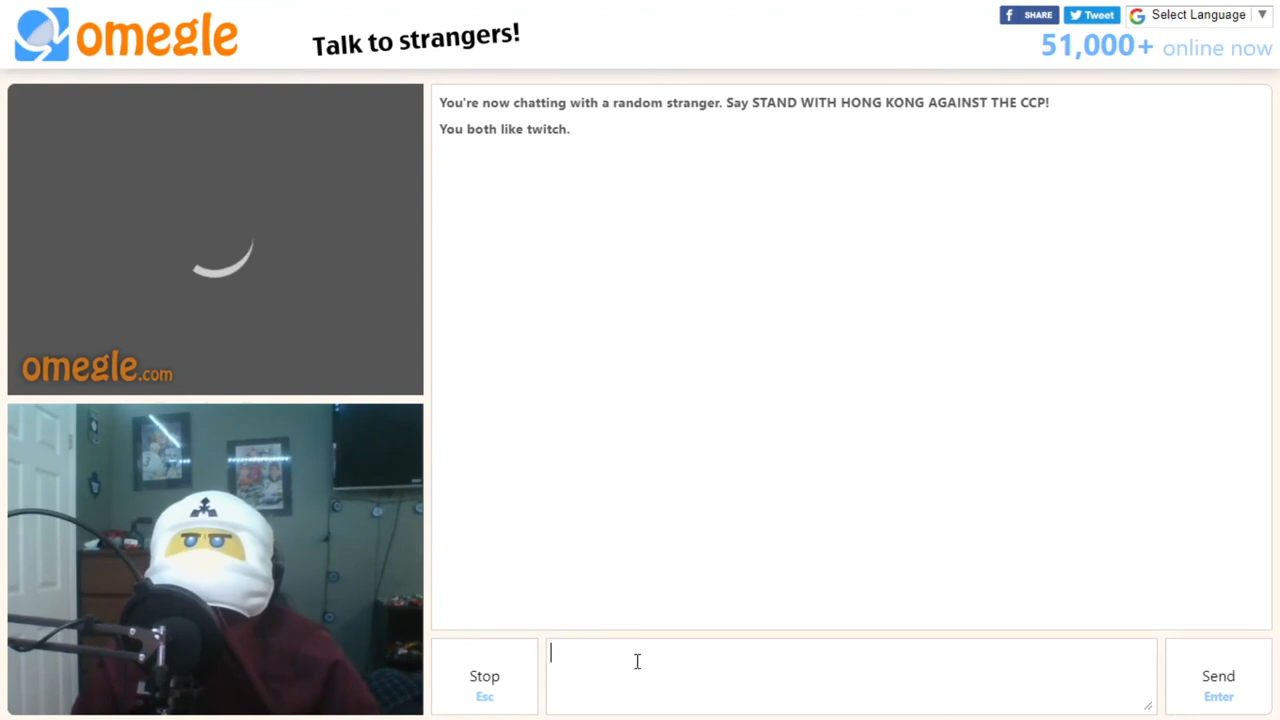 omegle
Talk to strangers!
f SHARE
Tweet
G Select Language ▼
51,000+ online now
You're now chatting with a random stranger. Say STAND WITH HONG KONG AGAINST THE CCP!
You both like twitch.
omegle.com
Stop
Esc
Send
Enter